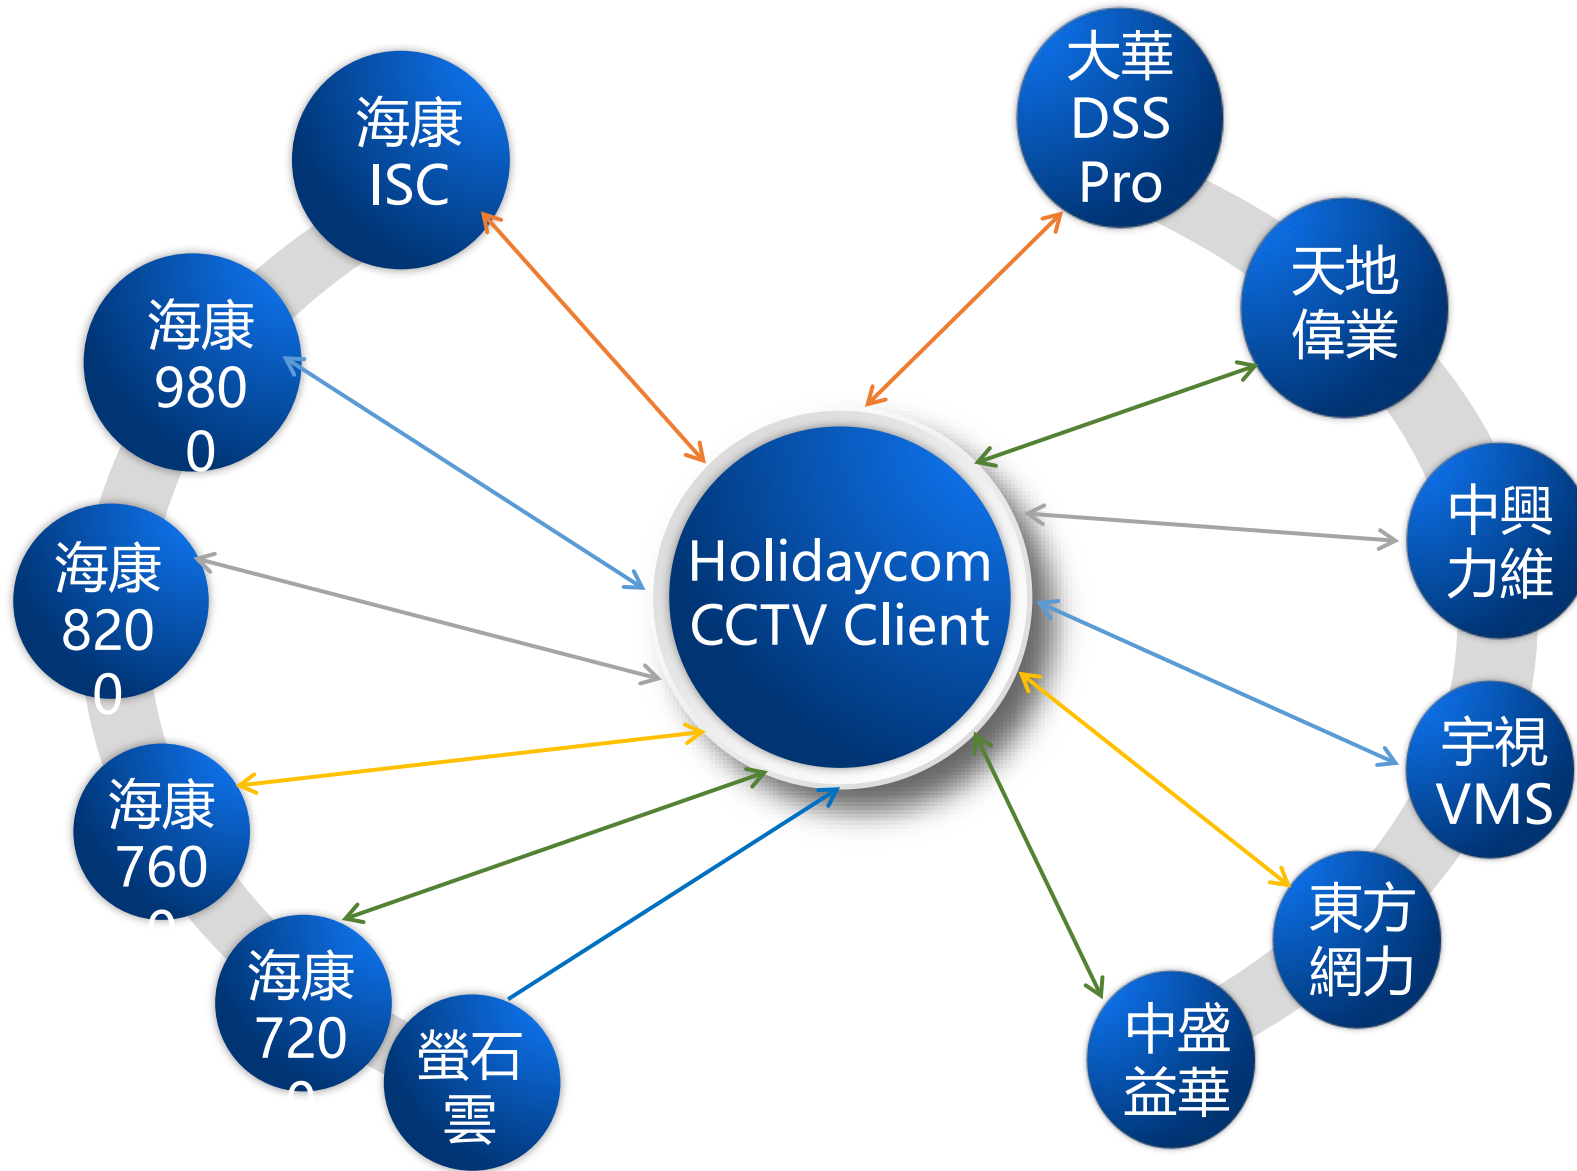 海康
ISC
海康
980
0
海康
820
0
海康
760
0
海康
720
0
螢石
雲
Holidaycom
CCTV Client
大華
DSS
Pro
天地
偉業
中興
力維
宇視
VMS
東方
網力
中盛
益華